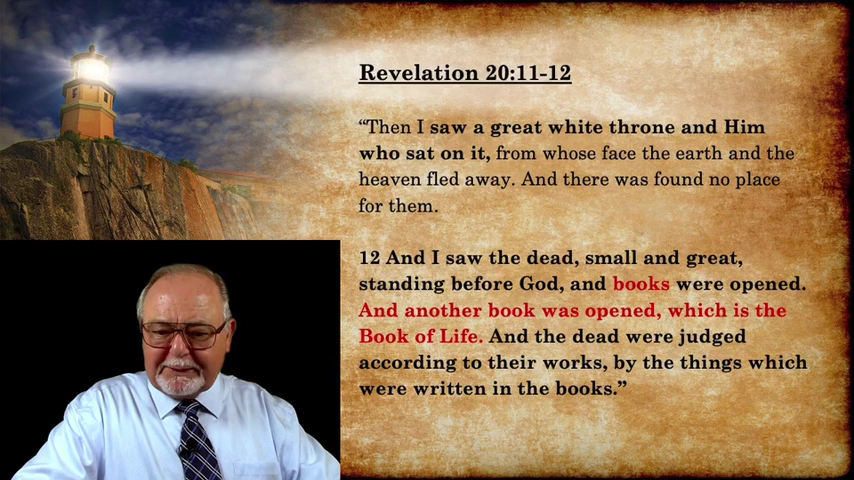 Revelation 20:11-12
“Then I saw a great white throne and Him
who sat on it, from whose face the earth and the
heaven fled away. And there was found no place
for them.
12 And I saw the dead, small and great,
standing before God, and books were opened.
And another book was opened, which is the
Book of Life. And the dead were judged
according to their works, by the things which
were written in the books.”